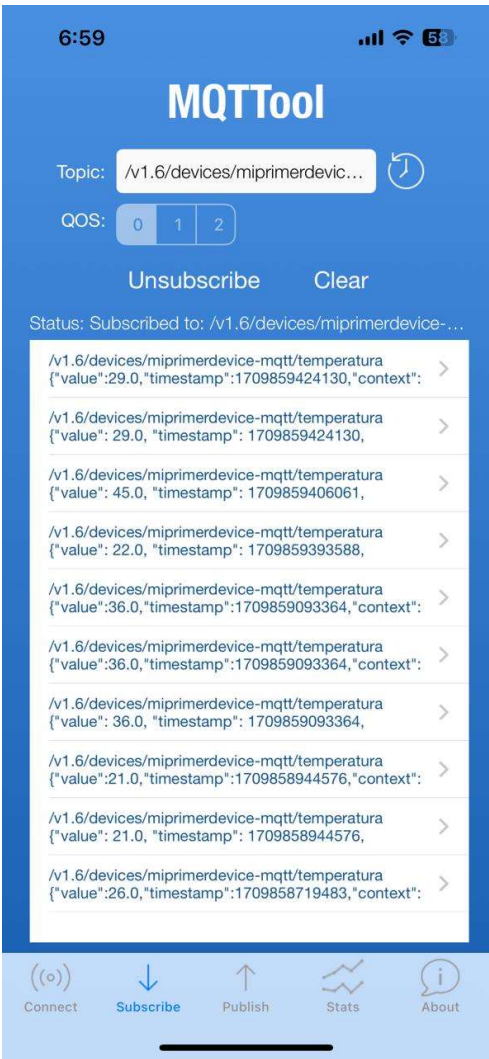 6:59
58
MQTTool
Topic: /v1.6/devices/miprimerdevic...
QOS: 0 1 2
Unsubscribe Clear
Status: Subscribed to: /v1.6/devices/miprimerdevice-...
/v1.6/devices/miprimerdevice-mqtt/temperatura
{"value":29.0,"timestamp":1709859424130,"context":
/v1.6/devices/miprimerdevice-mqtt/temperatura
{"value": 29.0, "timestamp": 1709859424130,
/v1.6/devices/miprimerdevice-mqtt/temperatura
{"value": 45.0, "timestamp": 1709859406061,
/v1.6/devices/miprimerdevice-mqtt/temperatura
{"value": 22.0, "timestamp": 1709859393588,
/v1.6/devices/miprimerdevice-mqtt/temperatura
{"value":36.0,"timestamp":1709859093364,"context":
/v1.6/devices/miprimerdevice-mqtt/temperatura
{"value":36.0,"timestamp":1709859093364,"context":
/v1.6/devices/miprimerdevice-mqtt/temperatura
{"value": 36.0, "timestamp": 1709859093364,
/v1.6/devices/miprimerdevice-mqtt/temperatura
{"value":21.0,"timestamp":1709858944576,"context":
/v1.6/devices/miprimerdevice-mqtt/temperatura
{"value": 21.0, "timestamp": 1709858944576,
/v1.6/devices/miprimerdevice-mqtt/temperatura
{"value":26.0,"timestamp":1709858719483,"context":
Connect Subscribe Publish Stats About